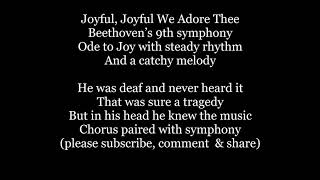 Joyful, Joyful We Adore Thee
Beethoven’s 9th symphony
Ode to Joy with steady rhythm
And a catchy melody
He was deaf and never heard it
That was sure a tragedy
But in his head he knew the music
Chorus paired with symphony
(please subscribe, comment & share)